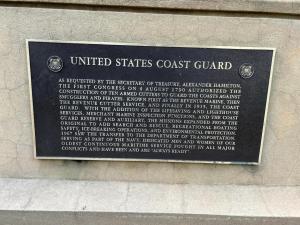 UNITED STATES COAST GUARD
AS REQUESTED BY THE SECRETARY OF TREASURY, ALEXANDER HAMILTON,
THE FIRST CONGRESS ON 4 AUGUST 1790 AUTHORIZED THE
CONSTRUCTION OF TEN ARMED CUTTERS TO GUARD THE COASTS AGAINST
SMUGGLERS AND PIRATES. KNOWN FIRST AS THE REVENUE MARINE, THEN
THE REVENUE CUTTER SERVICE, AND FINALLY IN 1915, THE COAST
GUARD. WITH THE ADDITION OF THE LIFESAVING AND LIGHTHOUSE
SERVICES, MERCHANT MARINE INSPECTION FUNCTIONS, AND THE COAST
GUARD RESERVE AND AUXILIARY, THE MISSIONS EXPANDED FROM THE
ORIGINAL TO ADD SEARCH AND RESCUE, RECREATIONAL BOATING
SAFETY, ICE-BREAKING OPERATIONS, AND ENVIRONMENTAL PROTECTION.
1967 SAW THE TRANSFER TO THE DEPARTMENT OF TRANSPORTATION.
SERVING AS PART OF THE NAVY, DEDICATED MEN AND WOMEN OF OUR
OLDEST CONTINUOUS MARITIME SERVICE FOUGHT IN ALL MAJOR
CONFLICTS AND HAVE BEEN AND ARE "ALWAYS READY".